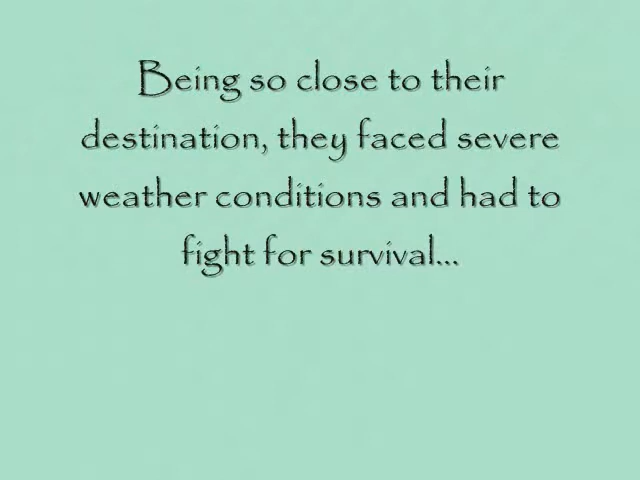 Being so close to their
destination, they faced severe
weather conditions and had to
fight for survival...